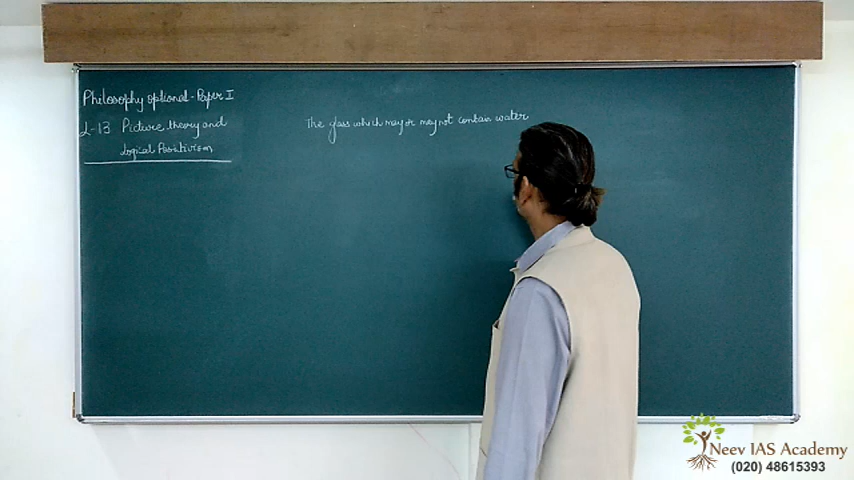 Philosophy optional - Paper I
L-13 Picture theory and
Logical Positivism
The glass which may or may not contain water
Neev IAS Academy
(020) 48615393